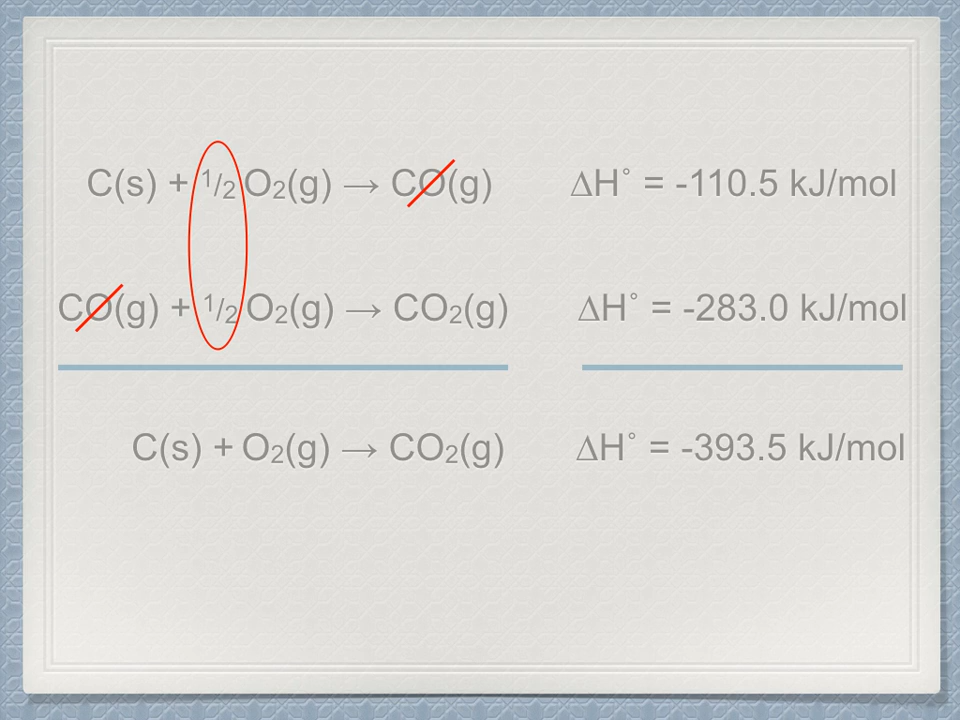 C(s) + 1/2 O2(g) → CO(g) ∆H˚ = -110.5 kJ/mol
CO(g) + 1/2 O2(g) → CO2(g) ∆H˚ = -283.0 kJ/mol
C(s) + O2(g) → CO2(g) ∆H˚ = -393.5 kJ/mol